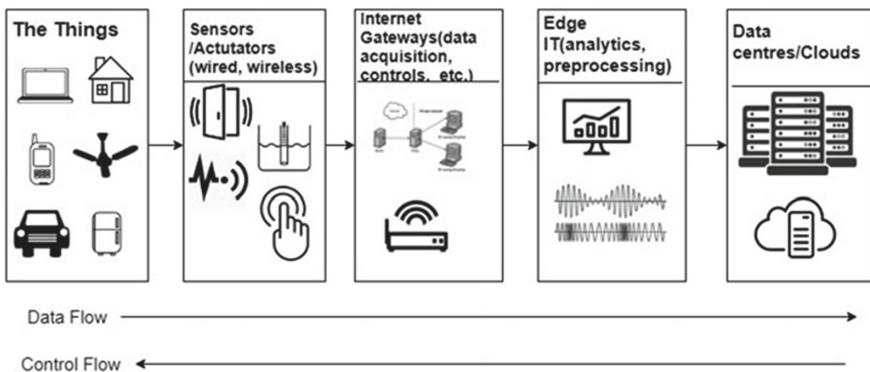 The Things
Sensors
/Actutators
(wired, wireless)
Internet
Gateways(data
acquisition,
controls, etc.)
Edge
IT(analytics,
preprocessing)
Data
centres/Clouds
Data Flow
Control Flow